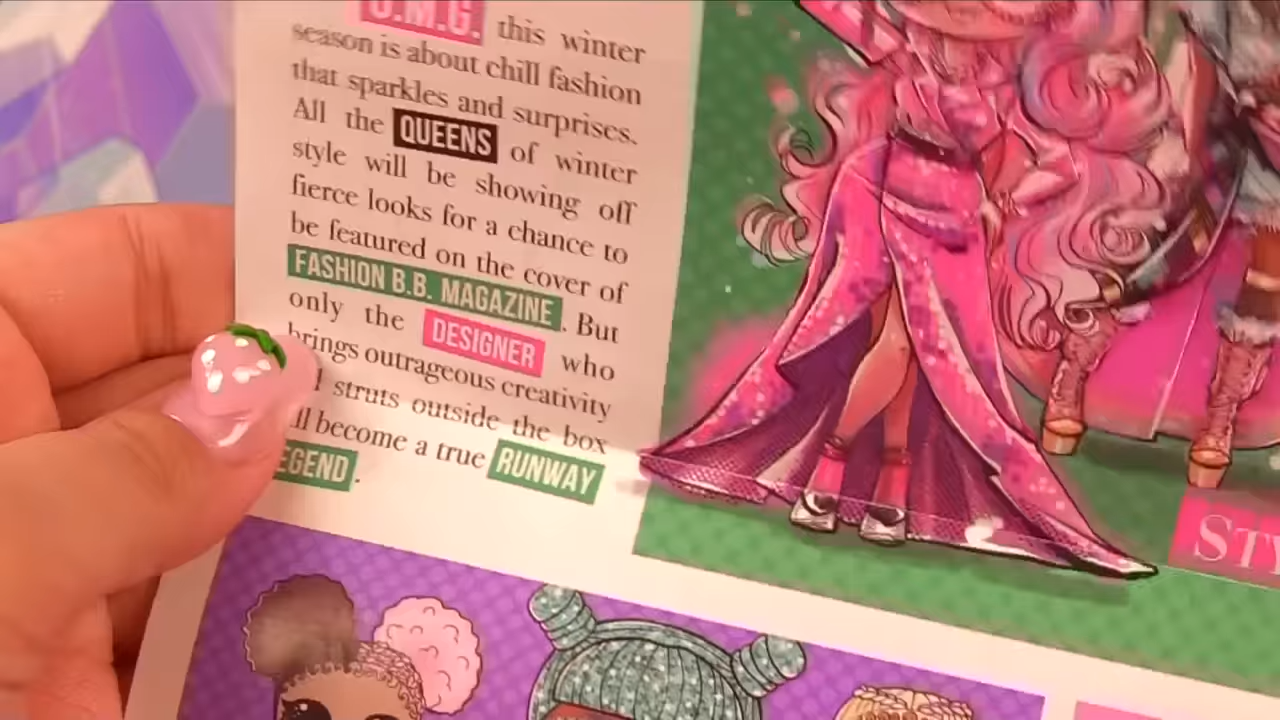 O.M.G. this winter
season is about chill fashion
that sparkles and surprises.
All the QUEENS of winter
style will be showing off
fierce looks for a chance to
be featured on the cover of
FASHION B.B. MAGAZINE. But
only the DESIGNER who
brings outrageous creativity
struts outside the box
become a true RUNWAY
EGEND.
STY